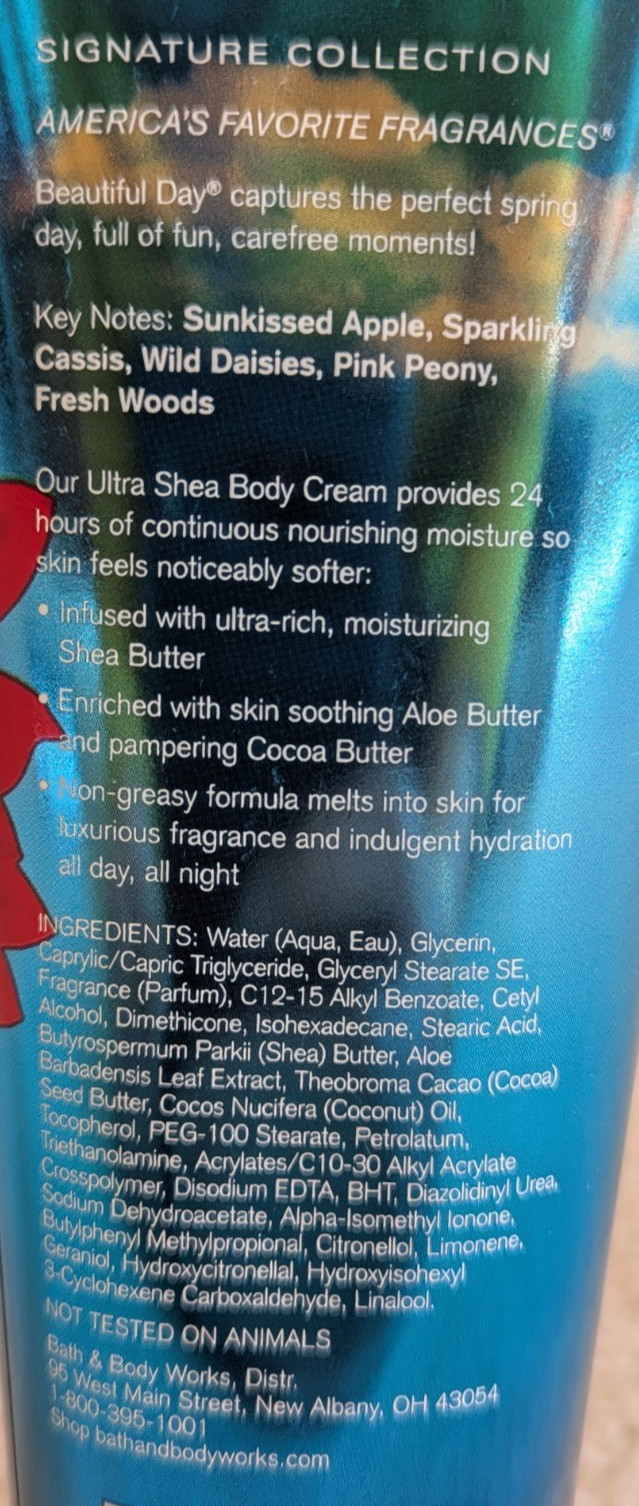 SIGNATURE COLLECTION
AMERICA'S FAVORITE FRAGRANCES®
Beautiful Day® captures the perfect spring
day, full of fun, carefree moments!
Key Notes: Sunkissed Apple, Sparkling
Cassis, Wild Daisies, Pink Peony,
Fresh Woods
Our Ultra Shea Body Cream provides 24
hours of continuous nourishing moisture so
skin feels noticeably softer:
• Infused with ultra-rich, moisturizing
Shea Butter
• Enriched with skin soothing Aloe Butter
and pampering Cocoa Butter
• Non-greasy formula melts into skin for
luxurious fragrance and indulgent hydration
all day, all night
INGREDIENTS: Water (Aqua, Eau), Glycerin,
Caprylic/Capric Triglyceride, Glyceryl Stearate SE,
Fragrance (Parfum), C12-15 Alkyl Benzoate, Cetyl
Alcohol, Dimethicone, Isohexadecane, Stearic Acid,
Butyrospermum Parkii (Shea) Butter, Aloe
Barbadensis Leaf Extract, Theobroma Cacao (Cocoa)
Seed Butter, Cocos Nucifera (Coconut) Oil,
Tocopherol, PEG-100 Stearate, Petrolatum,
Triethanolamine, Acrylates/C10-30 Alkyl Acrylate
Crosspolymer, Disodium EDTA, BHT, Diazolidinyl Urea,
Sodium Dehydroacetate, Alpha-Isomethyl Ionone,
Butylphenyl Methylpropional, Citronellol, Limonene,
Geraniol, Hydroxycitronellal, Hydroxyisohexyl
3-Cyclohexene Carboxaldehyde, Linalool.
NOT TESTED ON ANIMALS
Bath & Body Works, Distr.
95 West Main Street, New Albany, OH 43054
1-800-395-1001
Shop bathandbodyworks.com